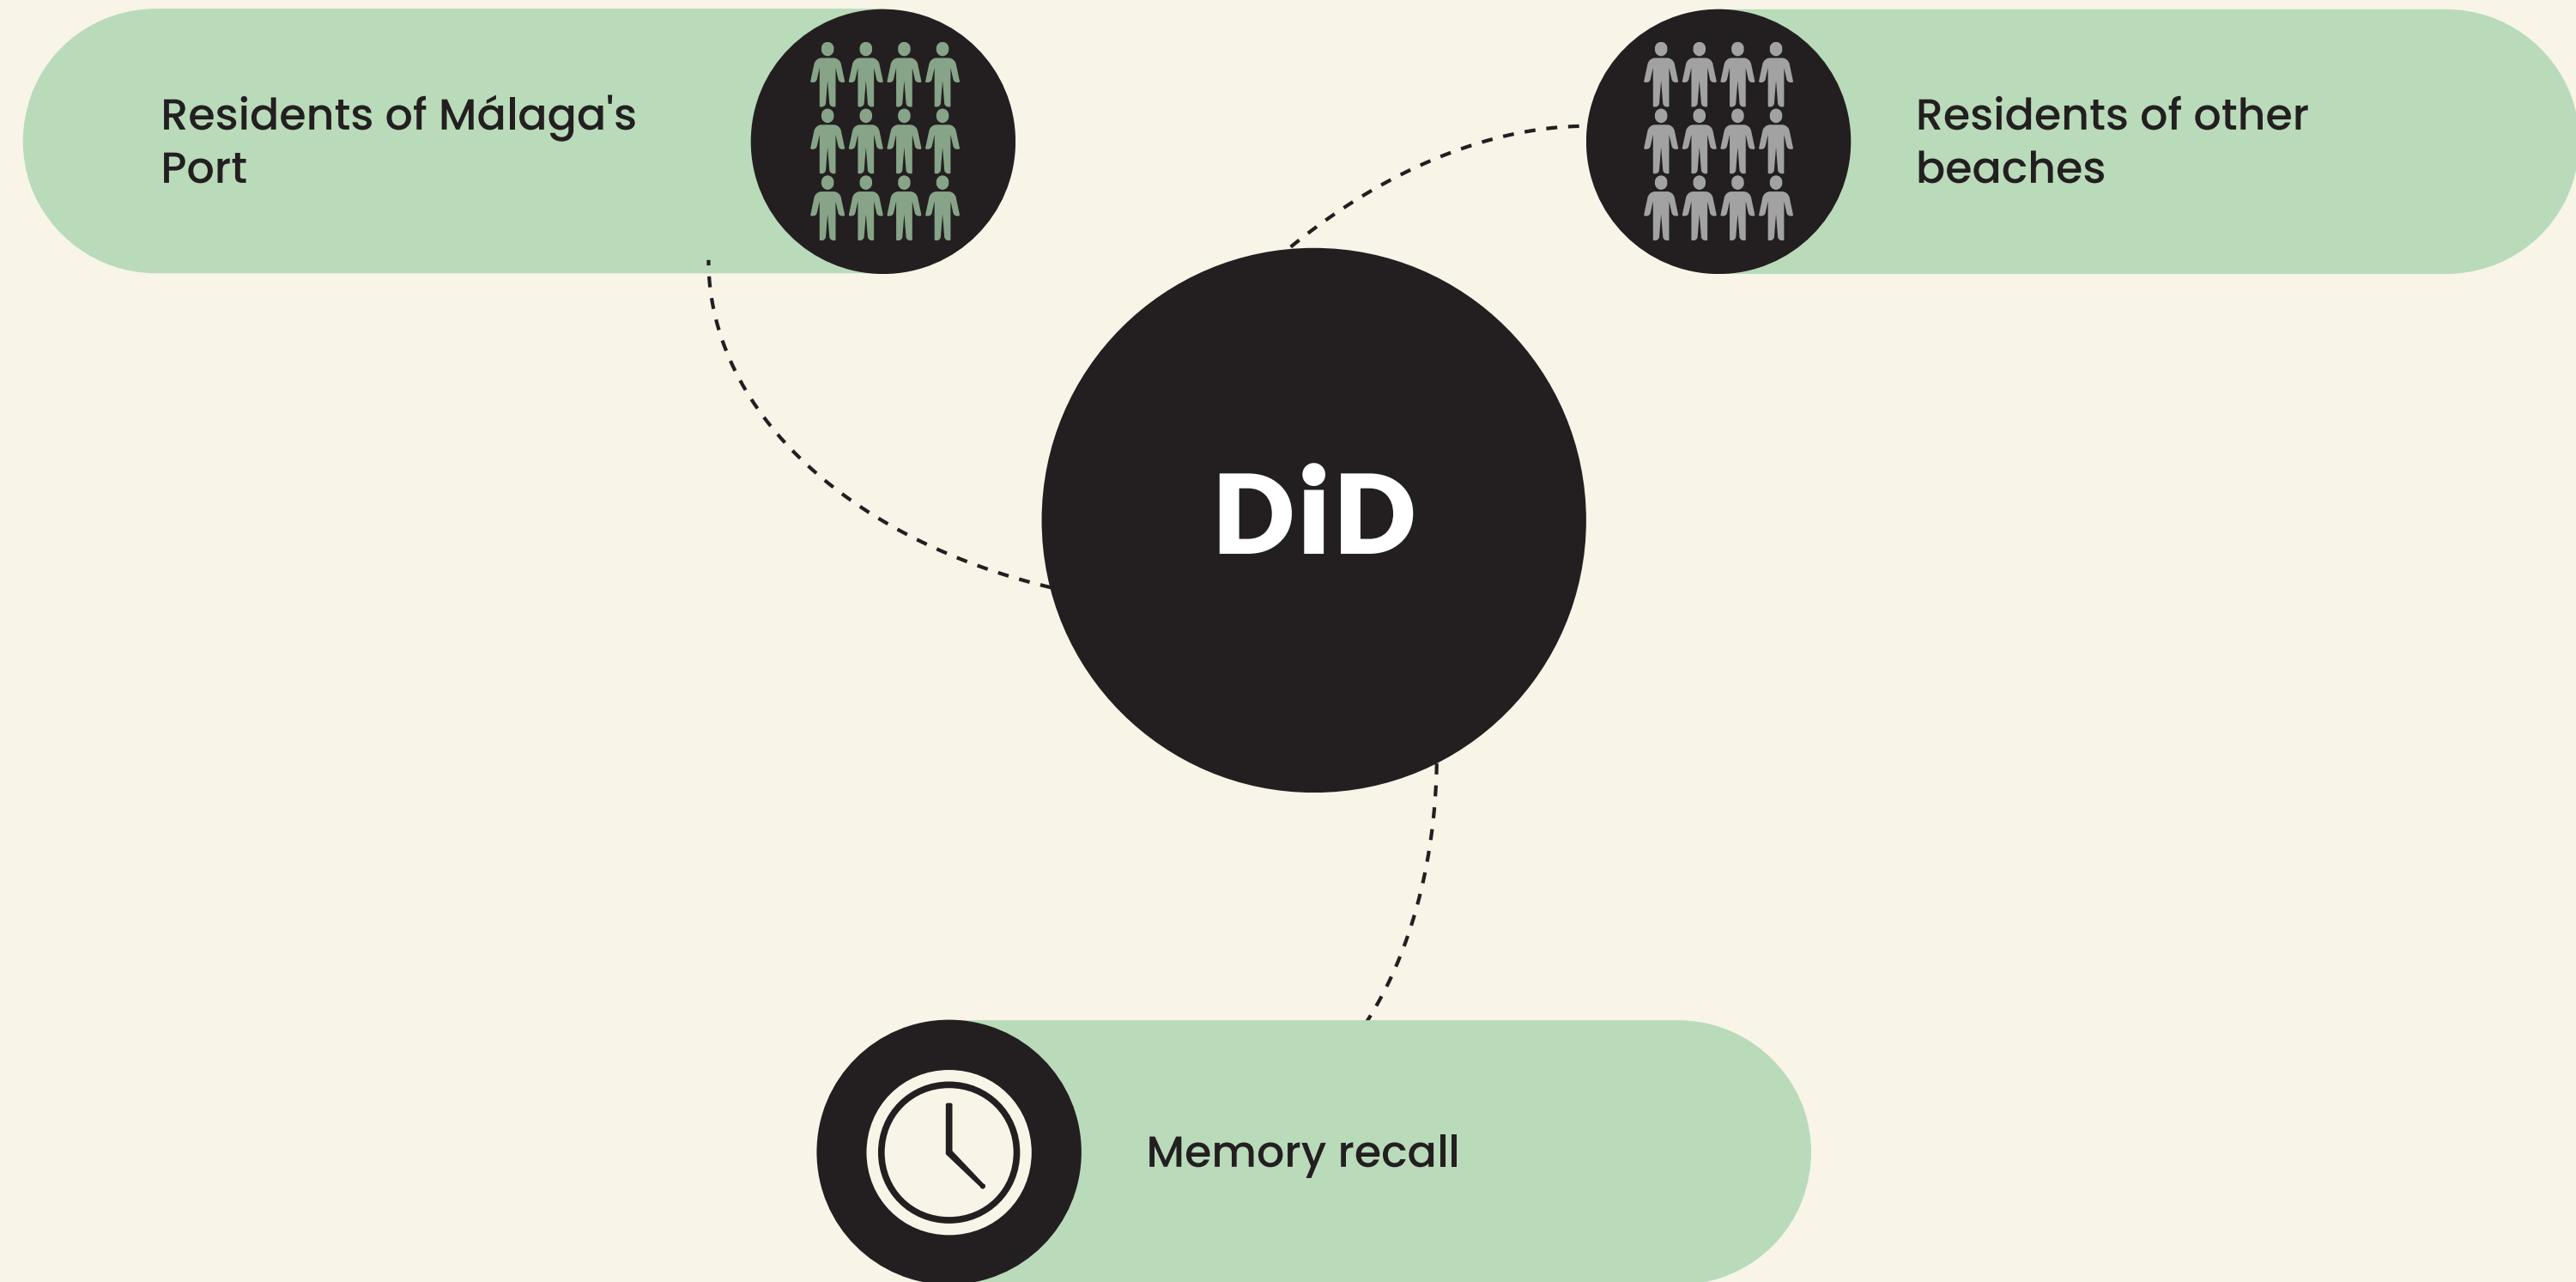 Residents of Málaga's
Port
Residents of other
beaches
DiD
Memory recall